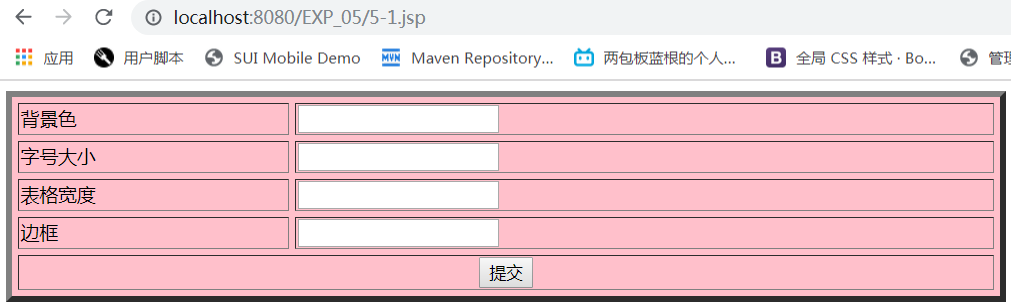 localhost:8080/EXP_05/5-1.jsp
应用 用户脚本 SUI Mobile Demo MVN Maven Repository... 两包板蓝根的个人... B 全局 CSS 样式 · Bo... 管理
背景色
字号大小
表格宽度
边框
提交